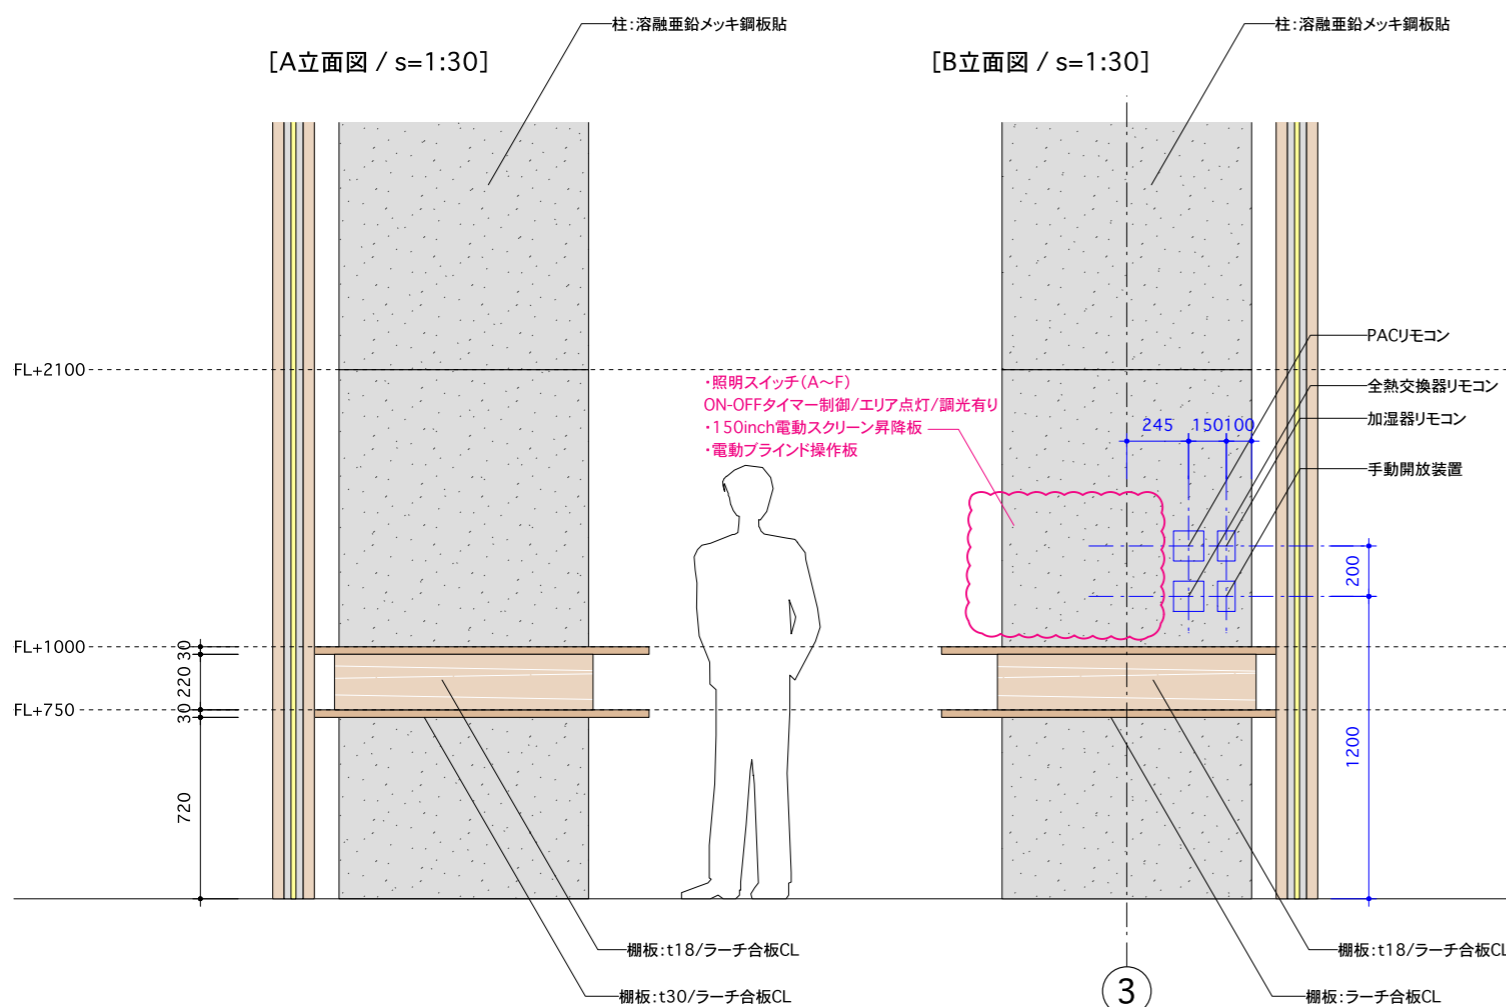 柱:溶融亜鉛メッキ鋼板貼
柱:溶融亜鉛メッキ鋼板貼
[A立面図 / s=1:30]
[B立面図 / s=1:30]
PACリモコン
FL+2100
・照明スイッチ(A～F)
ON-OFFタイマー制御/エリア点灯/調光有り
・150inch電動スクリーン昇降板
・電動ブラインド操作板
全熱交換器リモコン
加湿器リモコン
245
150
100
手動開放装置
200
FL+1000
30
220
FL+750
30
1200
720
棚板:t18/ラーチ合板CL
棚板:t18/ラーチ合板CL
棚板:t30/ラーチ合板CL
3
棚板:ラーチ合板CL